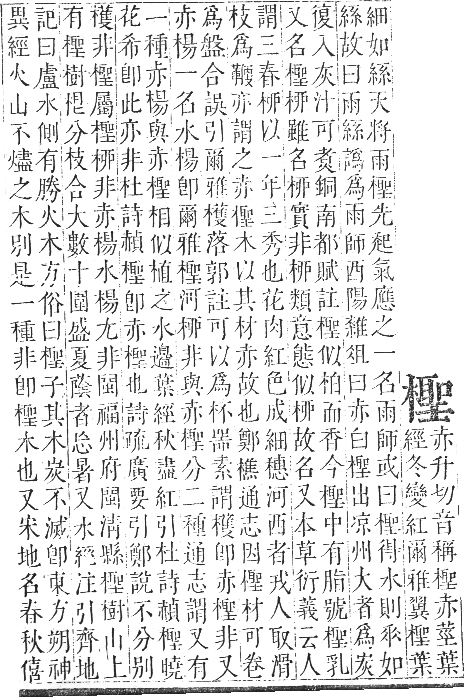 檉
赤升切音稱檉赤莖葉
經冬變紅爾雅翼檉葉
細如絲天將雨檉先起氣應之一名雨師或曰檉得水則垂如
絲故曰雨絲譌爲雨師酉陽雜俎曰赤白檉出凉州大者爲炭
復入灰汁可煑銅南都賦註檉似柏而香今檉中有脂號檉乳
又名檉柳雖名柳實非柳類意態似柳故名又本草衍義云人
謂三春柳以一年三秀也花肉紅色成細穗河西者戎人取滑
枝爲鞭亦謂之赤檉木以其材赤故也鄭樵通志因檉材可卷
爲盤合誤引爾雅檴落郭註可以爲杯器素謂檴卽赤檉非又
赤楊一名水楊卽爾雅檉河柳非與赤檉分二種通志謂又有
一種赤楊與赤檉相似植之水邊葉經秋盡紅引杜詩赬檉曉
花希卽此亦非杜詩赬檉卽赤檉也詩疏廣要引鄭說不分别
檴非檉屬檉柳非赤楊水楊尤非閩福州府閩淸縣檉樹山上
有檉樹根分枝合大數十圍盛夏蔭者忘暑又水經注引齊地
記曰盧水側有勝火木方俗曰檉子其木炭不滅卽東方朔神
異經火山不燼之木别是一種非卽檉木也又宋地名春秋僖